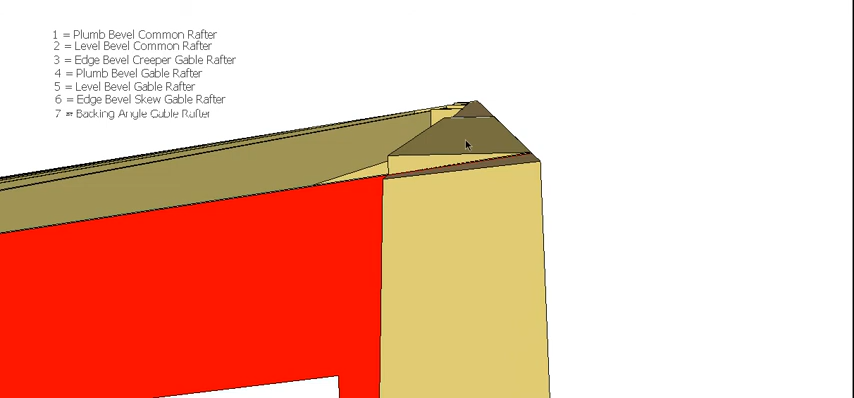 1 = Plumb Bevel Common Rafter
2 = Level Bevel Common Rafter
3 = Edge Bevel Creeper Gable Rafter
4 = Plumb Bevel Gable Rafter
5 = Level Bevel Gable Rafter
6 = Edge Bevel Skew Gable Rafter
7 = Backing Angle Gable Rafter